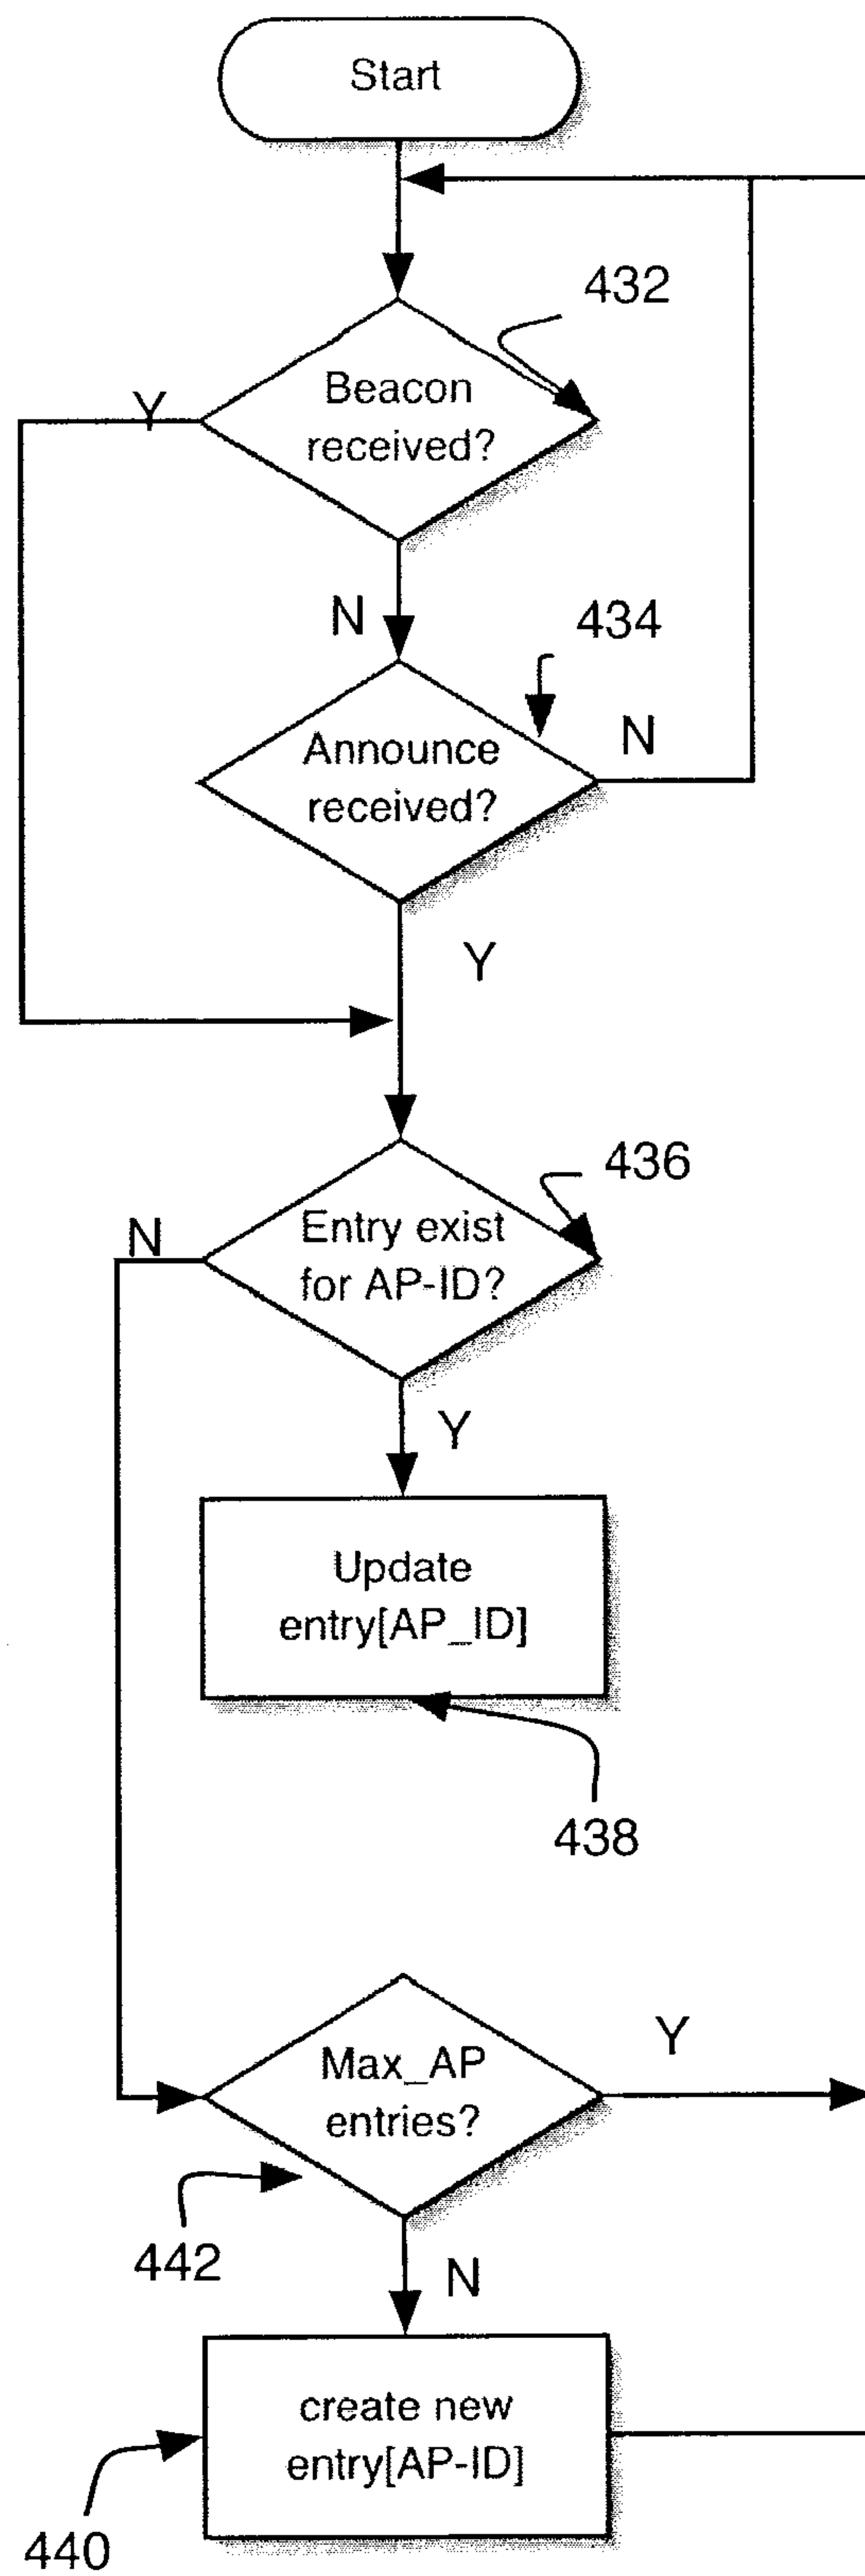 Start
432
Beacon
received?
Y
N
434
Announce
received?
N
Y
436
Entry exist
for AP-ID?
N
Y
Update
entry[AP_ID]
438
Max_AP
entries?
Y
442
N
create new
entry[AP-ID]
440